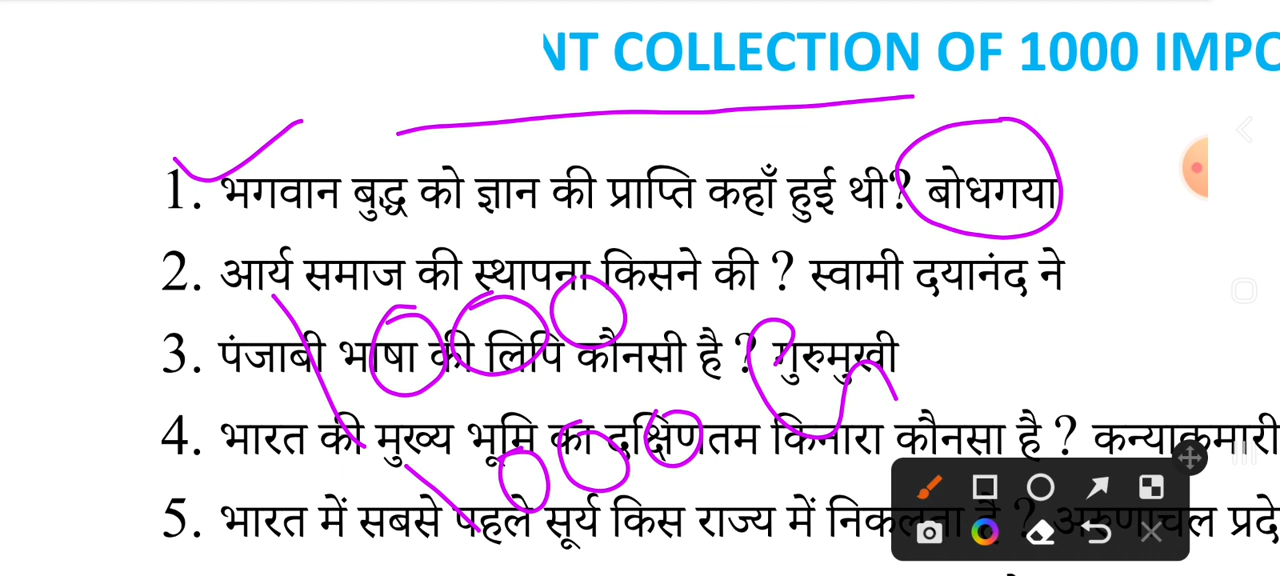 NT COLLECTION OF 1000 IMPO
1. भगवान बुद्ध को ज्ञान की प्राप्ति कहाँ हुई थी? बोधगया
2. आर्य समाज की स्थापना किसने की ? स्वामी दयानंद ने
3. पंजाबी भाषा की लिपि कौनसी है ? गुरुमुखी
4. भारत की मुख्य भूमि का दक्षिणतम किनारा कौनसा है ? कन्याकुमारी
5. भारत में सबसे पहले सूर्य किस राज्य में निकलता है ? अरुणाचल प्रदे